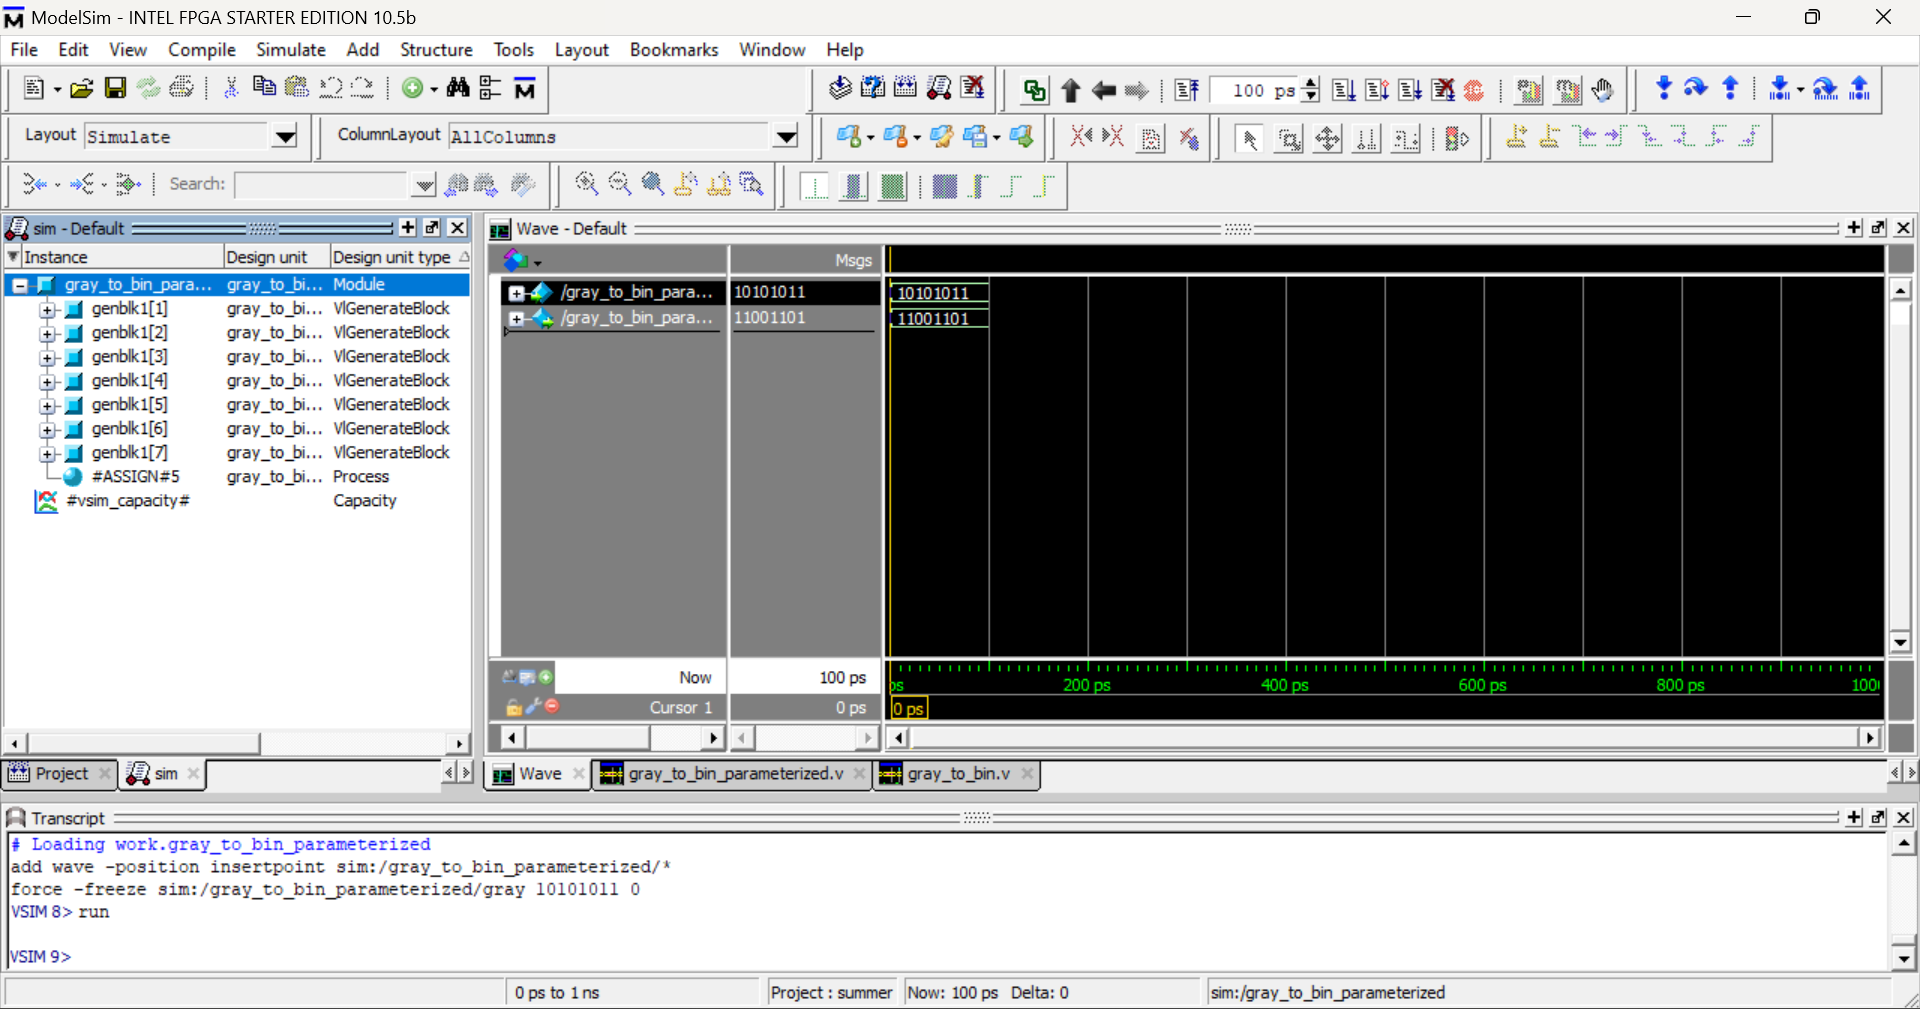 ModelSim - INTEL FPGA STARTER EDITION 10.5b
File Edit View Compile Simulate Add Structure Tools Layout Bookmarks Window Help
100 ps
Layout Simulate ColumnLayout AllColumns
Search:
sim - Default
Instance Design unit Design unit type
gray_to_bin_para... gray_to_bi... Module
genblk1[1] gray_to_bi... VlGenerateBlock
genblk1[2] gray_to_bi... VlGenerateBlock
genblk1[3] gray_to_bi... VlGenerateBlock
genblk1[4] gray_to_bi... VlGenerateBlock
genblk1[5] gray_to_bi... VlGenerateBlock
genblk1[6] gray_to_bi... VlGenerateBlock
genblk1[7] gray_to_bi... VlGenerateBlock
#ASSIGN#5 gray_to_bi... Process
#vsim_capacity# Capacity
Project sim
Wave - Default
Msgs
/gray_to_bin_para... 10101011 10101011
/gray_to_bin_para... 11001101 11001101
Now 100 ps ps 200 ps 400 ps 600 ps 800 ps 100
Cursor 1 0 ps 0 ps
Wave gray_to_bin_parameterized.v gray_to_bin.v
Transcript
# Loading work.gray_to_bin_parameterized
add wave -position insertpoint sim:/gray_to_bin_parameterized/*
force -freeze sim:/gray_to_bin_parameterized/gray 10101011 0
VSIM 8> run
VSIM 9>
0 ps to 1 ns Project : summer Now: 100 ps Delta: 0 sim:/gray_to_bin_parameterized